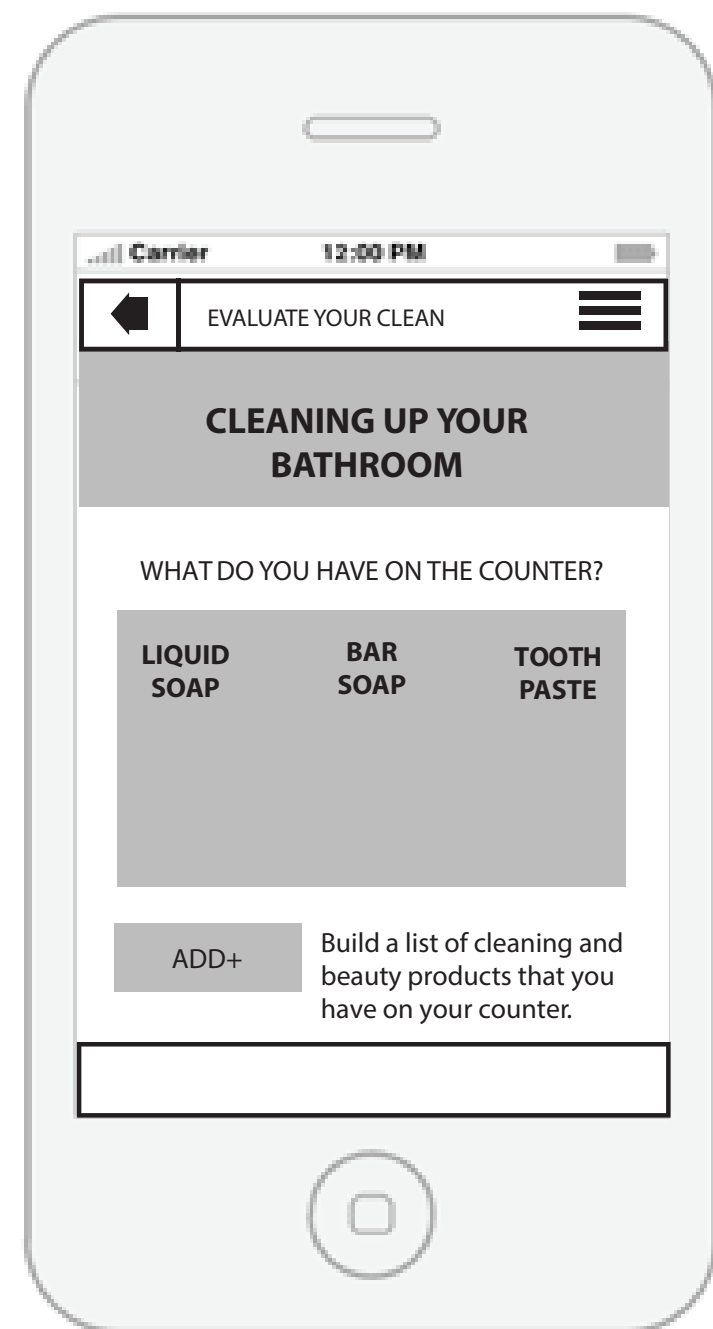 Carrier 12:00 PM
EVALUATE YOUR CLEAN
CLEANING UP YOUR
BATHROOM
WHAT DO YOU HAVE ON THE COUNTER?
LIQUID
SOAP
BAR
SOAP
TOOTH
PASTE
ADD+
Build a list of cleaning and
beauty products that you
have on your counter.